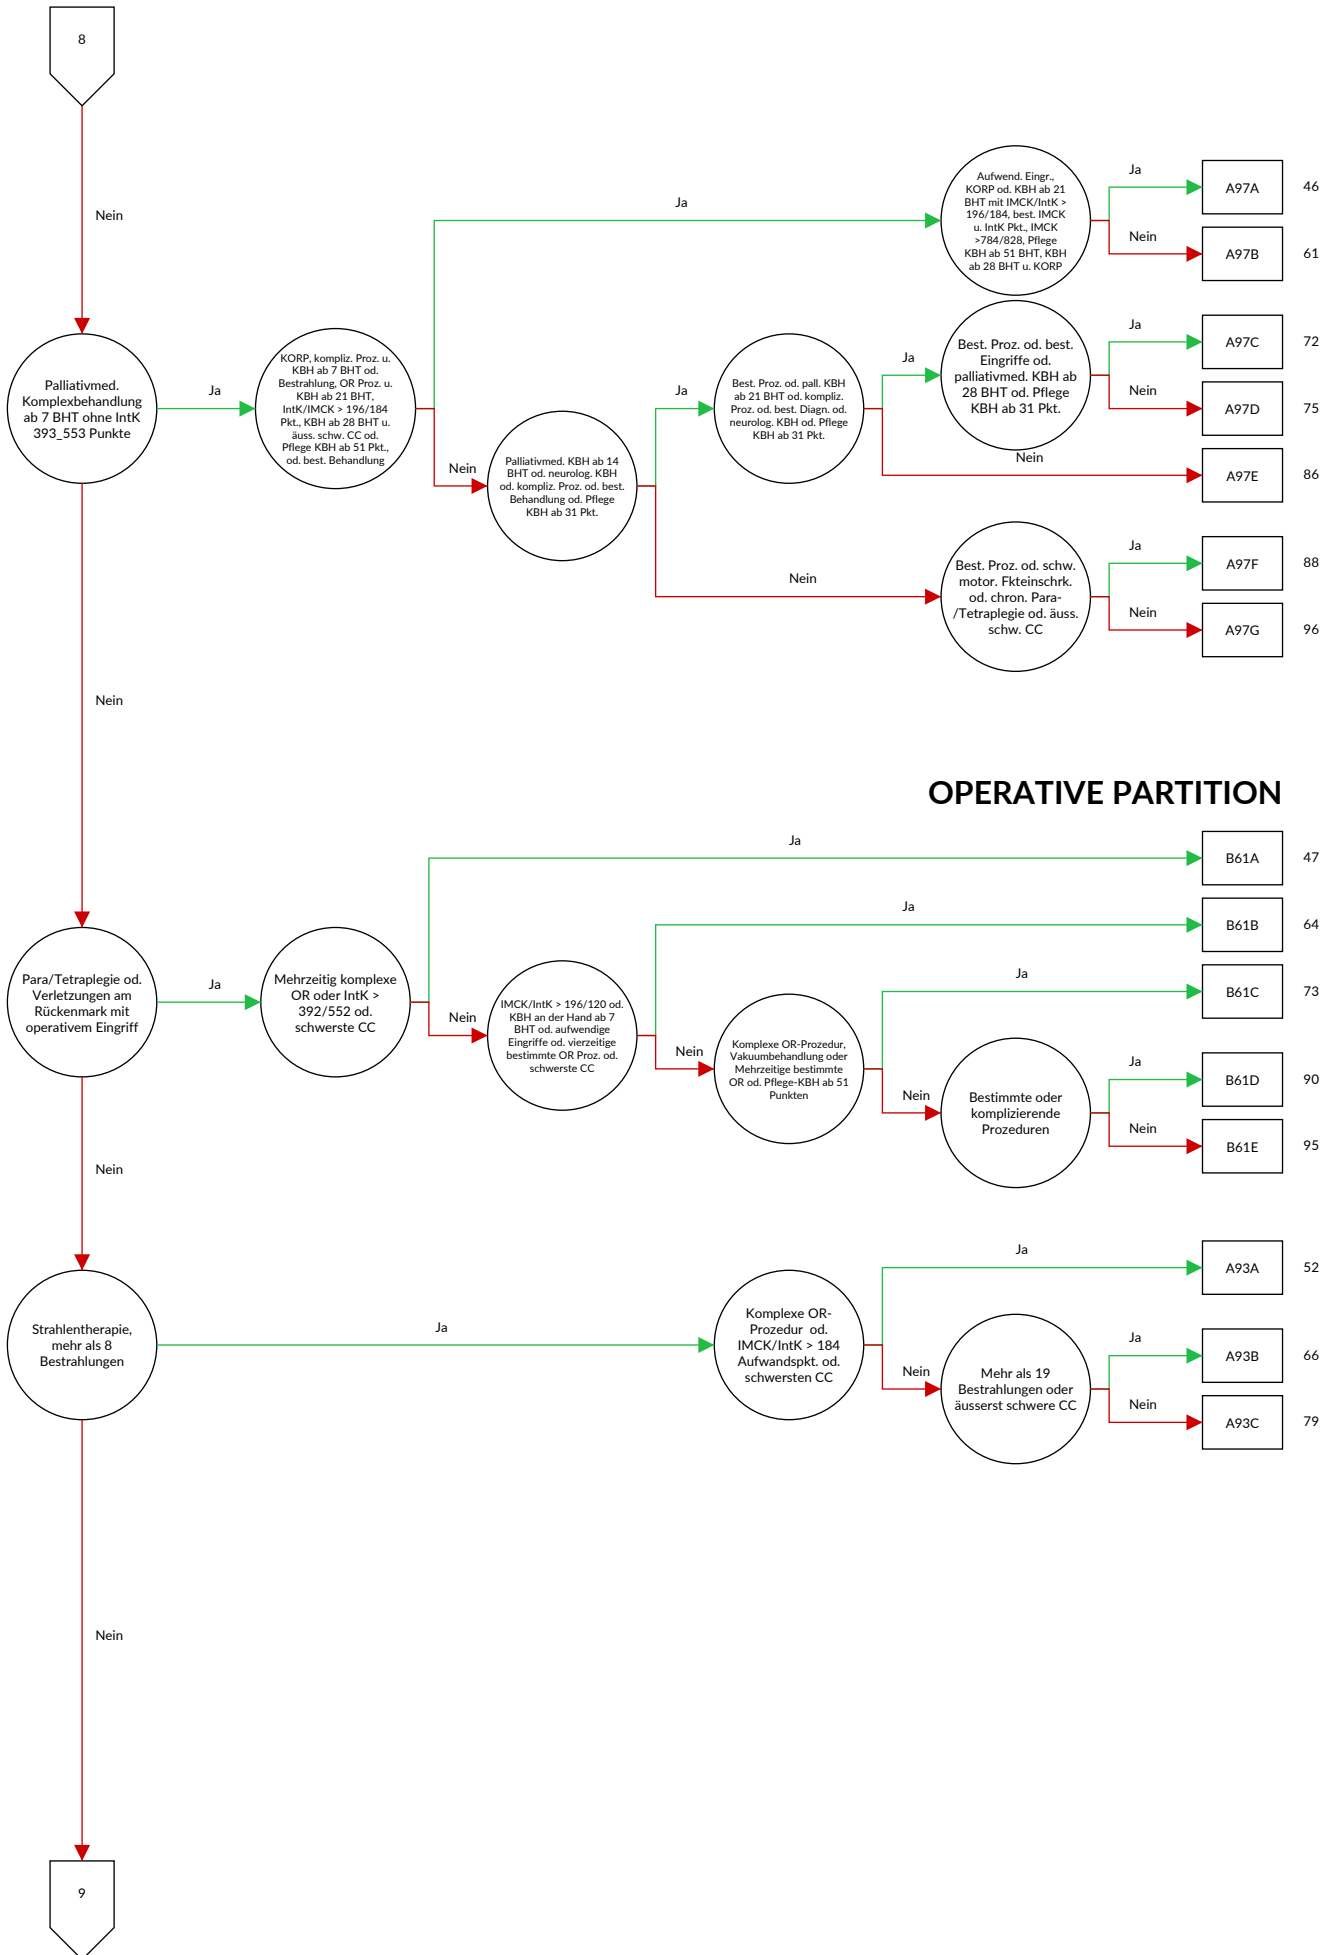 8
Nein
Palliativmed.
Komplexbehandlung
ab 7 BHT ohne IntK
393_553 Punkte
Ja
KORP, kompliz. Proz. u.
KBH ab 7 BHT od.
Bestrahlung, OR Proz. u.
KBH ab 21 BHT,
IntK/IMCK > 196/184
Pkt., KBH ab 28 BHT u.
äuss. schw. CC od.
Pflege KBH ab 51 Pkt.,
od. best. Behandlung
Ja
Aufwend. Eingr.,
KORP od. KBH ab 21
BHT mit IMCK/IntK >
196/184, best. IMCK
u. IntK Pkt., IMCK
>784/828, Pflege
KBH ab 51 BHT, KBH
ab 28 BHT u. KORP
Ja
A97A
46
Nein
A97B
61
Nein
Palliativmed. KBH ab 14
BHT od. neurolog. KBH
od. kompliz. Proz. od. best.
Behandlung od. Pflege
KBH ab 31 Pkt.
Ja
Best. Proz. od. pall. KBH
ab 21 BHT od. kompliz.
Proz. od. best. Diagn. od.
neurolog. KBH od. Pflege
KBH ab 31 Pkt.
Ja
Best. Proz. od. best.
Eingriffe od.
palliativmed. KBH ab
28 BHT od. Pflege
KBH ab 31 Pkt.
Ja
A97C
72
Nein
A97D
75
Nein
A97E
86
Nein
Best. Proz. od. schw.
motor. Fkteinschrk.
od. chron. Para-
/Tetraplegie od. äuss.
schw. CC
Ja
A97F
88
Nein
A97G
96
Nein
OPERATIVE PARTITION
Para/Tetraplegie od.
Verletzungen am
Rückenmark mit
operativem Eingriff
Ja
Mehrzeitig komplexe
OR oder IntK >
392/552 od.
schwerste CC
Ja
B61A
47
Nein
IMCK/IntK > 196/120 od.
KBH an der Hand ab 7
BHT od. aufwendige
Eingriffe od. vierzeitige
bestimmte OR Proz. od.
schwerste CC
Ja
B61B
64
Nein
Komplexe OR-Prozedur,
Vakuumbehandlung oder
Mehrzeitige bestimmte
OR od. Pflege-KBH ab 51
Punkten
Ja
B61C
73
Nein
Bestimmte oder
komplizierende
Prozeduren
Ja
B61D
90
Nein
B61E
95
Nein
Strahlentherapie,
mehr als 8
Bestrahlungen
Ja
Komplexe OR-
Prozedur od.
IMCK/IntK > 184
Aufwandspkt. od.
schwersten CC
Ja
A93A
52
Nein
Mehr als 19
Bestrahlungen oder
äusserst schwere CC
Ja
A93B
66
Nein
A93C
79
Nein
9